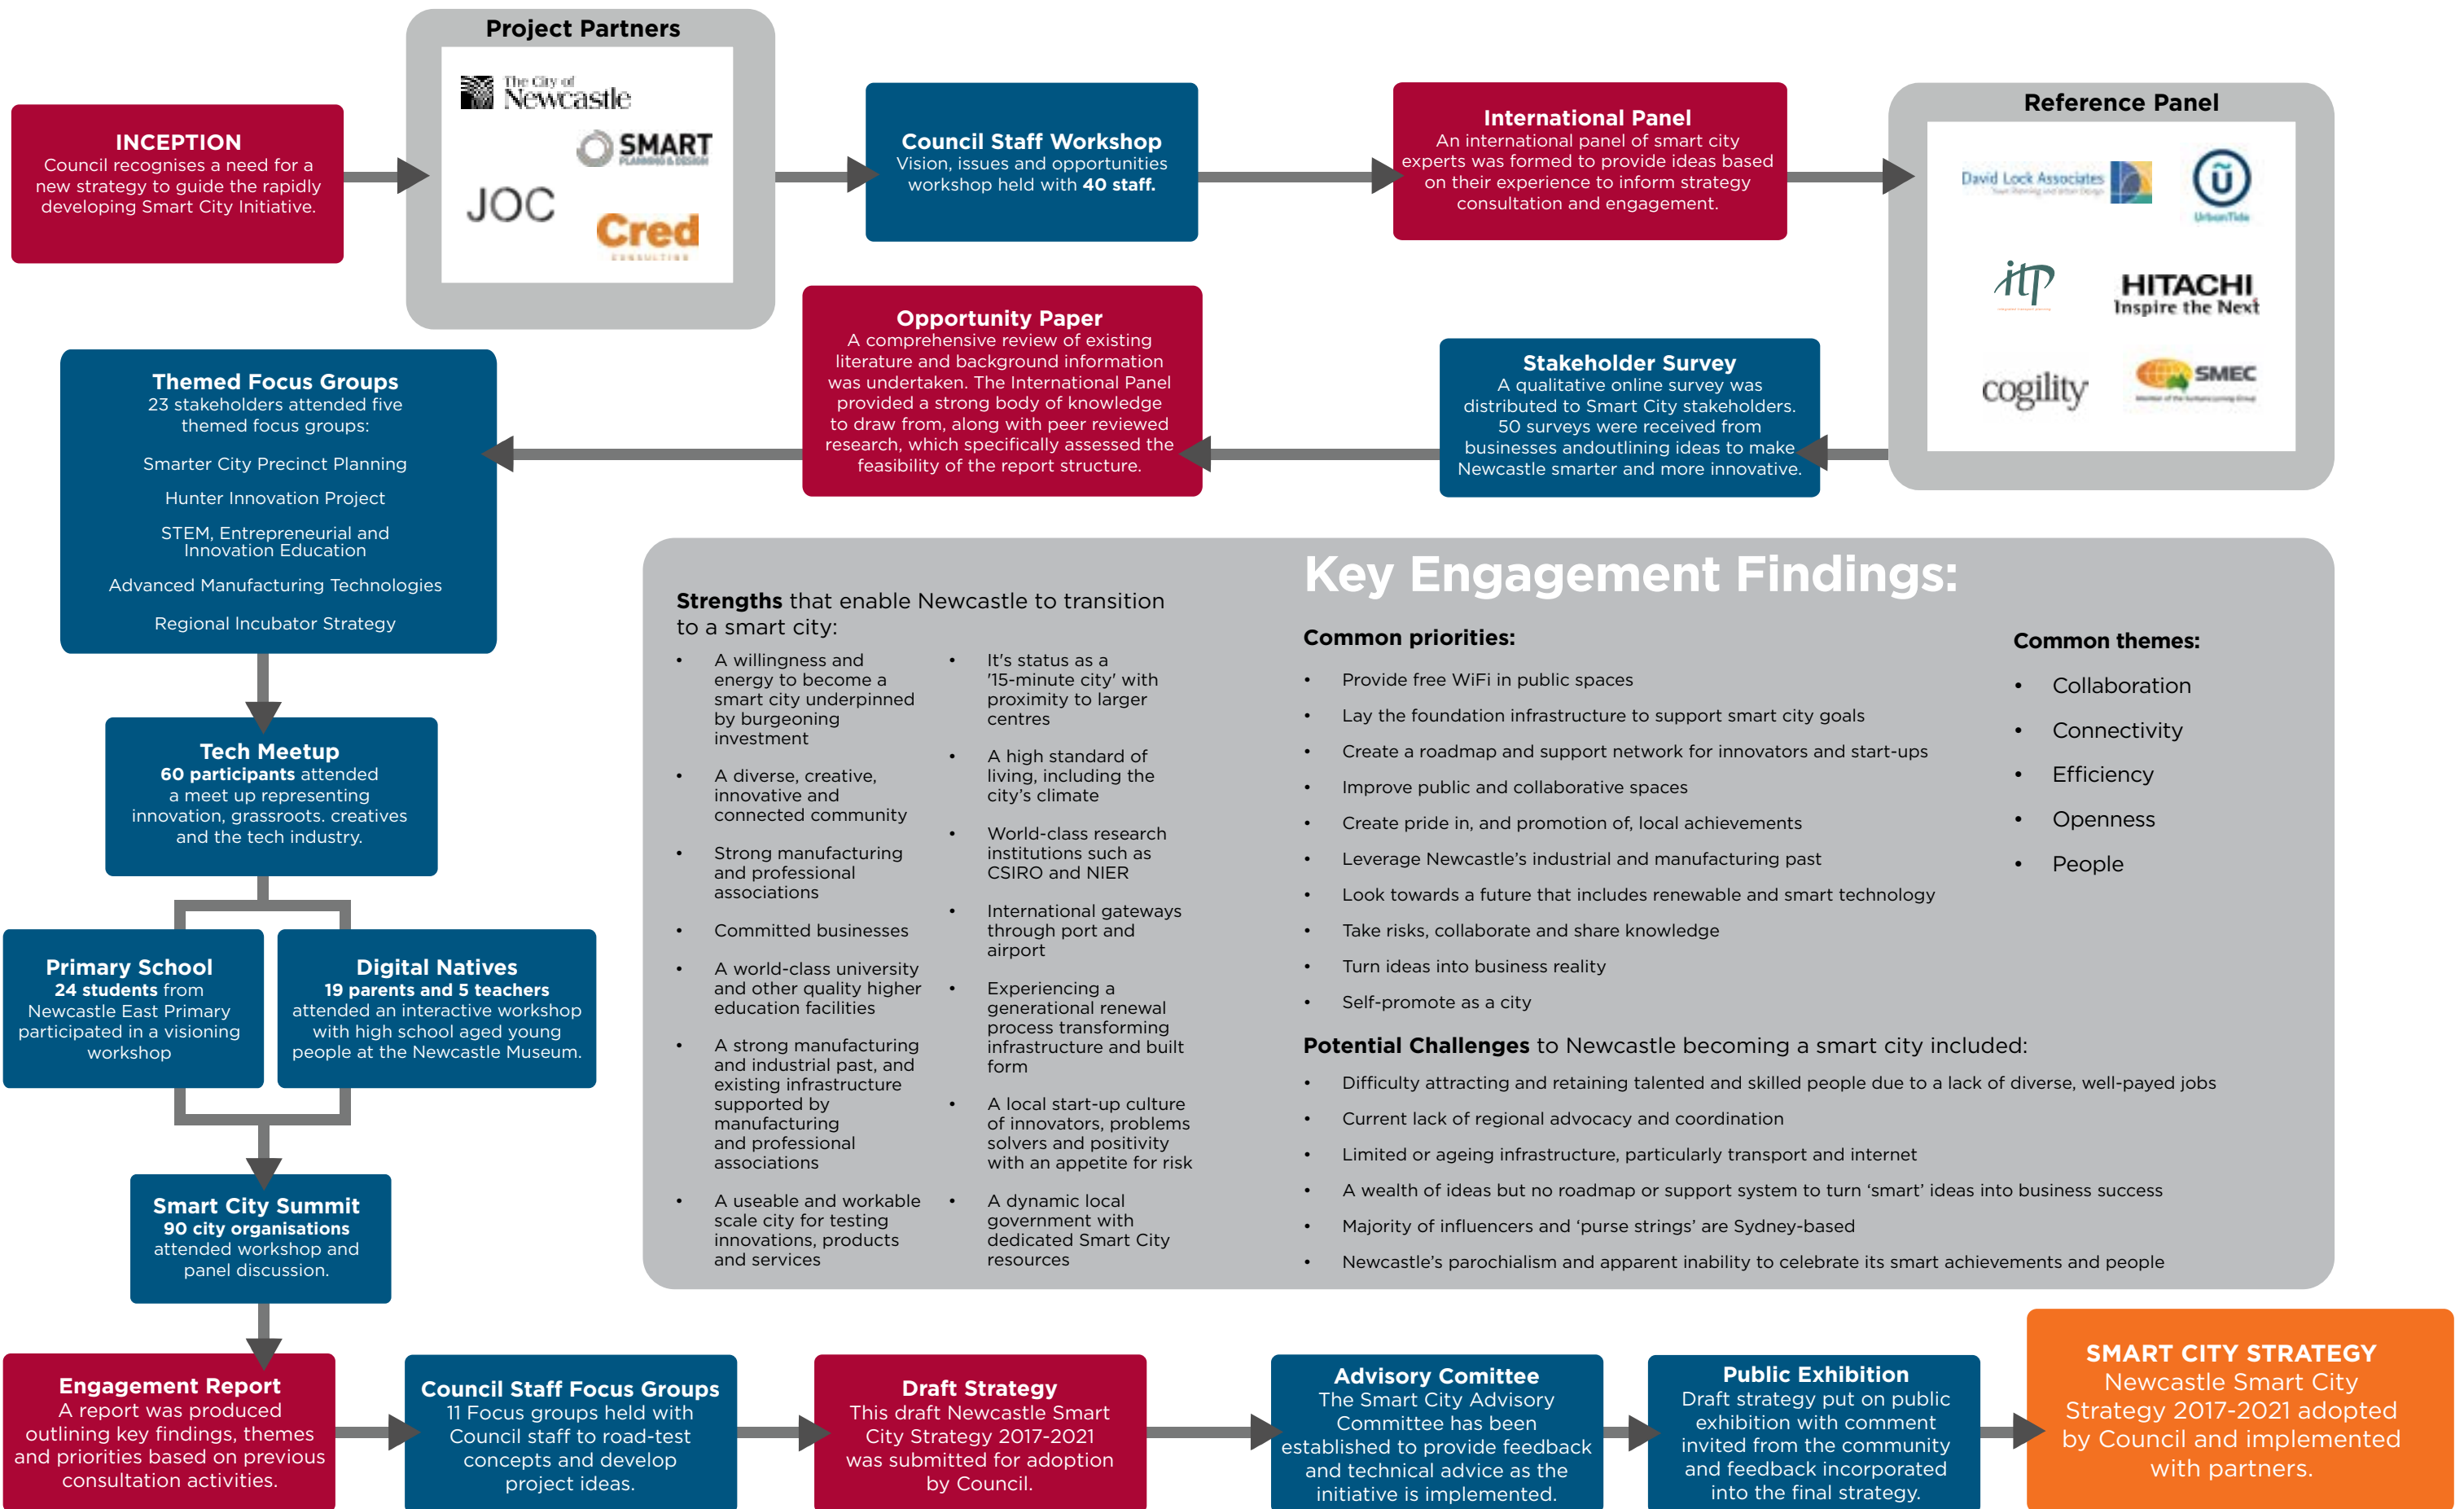 INCEPTION
Council recognises a need for a
new strategy to guide the rapidly
developing Smart City Initiative.
Project Partners
The City of
Newcastle
SMART
PLANNING & DESIGN
JOC
Cred
CONSULTING
Council Staff Workshop
Vision, issues and opportunities
workshop held with 40 staff.
International Panel
An international panel of smart city
experts was formed to provide ideas based
on their experience to inform strategy
consultation and engagement.
Reference Panel
David Lock Associates
Town Planning and Urban Design
UrbanTide
itp
HITACHI
Inspire the Next
cogility
SMEC
Stakeholder Survey
A qualitative online survey was
distributed to Smart City stakeholders.
50 surveys were received from
businesses andoutlining ideas to make
Newcastle smarter and more innovative.
Opportunity Paper
A comprehensive review of existing
literature and background information
was undertaken. The International Panel
provided a strong body of knowledge
to draw from, along with peer reviewed
research, which specifically assessed the
feasibility of the report structure.
Themed Focus Groups
23 stakeholders attended five
themed focus groups:
Smarter City Precinct Planning
Hunter Innovation Project
STEM, Entrepreneurial and
Innovation Education
Advanced Manufacturing Technologies
Regional Incubator Strategy
Tech Meetup
60 participants attended
a meet up representing
innovation, grassroots. creatives
and the tech industry.
Primary School
24 students from
Newcastle East Primary
participated in a visioning
workshop
Digital Natives
19 parents and 5 teachers
attended an interactive workshop
with high school aged young
people at the Newcastle Museum.
Smart City Summit
90 city organisations
attended workshop and
panel discussion.
Key Engagement Findings:
Strengths that enable Newcastle to transition
to a smart city:
• A willingness and
energy to become a
smart city underpinned
by burgeoning
investment
• A diverse, creative,
innovative and
connected community
• Strong manufacturing
and professional
associations
• Committed businesses
• A world-class university
and other quality higher
education facilities
• A strong manufacturing
and industrial past, and
existing infrastructure
supported by
manufacturing
and professional
associations
• A useable and workable
scale city for testing
innovations, products
and services
• It's status as a
'15-minute city' with
proximity to larger
centres
• A high standard of
living, including the
city’s climate
• World-class research
institutions such as
CSIRO and NIER
• International gateways
through port and
airport
• Experiencing a
generational renewal
process transforming
infrastructure and built
form
• A local start-up culture
of innovators, problems
solvers and positivity
with an appetite for risk
• A dynamic local
government with
dedicated Smart City
resources
Common priorities:
• Provide free WiFi in public spaces
• Lay the foundation infrastructure to support smart city goals
• Create a roadmap and support network for innovators and start-ups
• Improve public and collaborative spaces
• Create pride in, and promotion of, local achievements
• Leverage Newcastle’s industrial and manufacturing past
• Look towards a future that includes renewable and smart technology
• Take risks, collaborate and share knowledge
• Turn ideas into business reality
• Self-promote as a city
Common themes:
• Collaboration
• Connectivity
• Efficiency
• Openness
• People
Potential Challenges to Newcastle becoming a smart city included:
• Difficulty attracting and retaining talented and skilled people due to a lack of diverse, well-payed jobs
• Current lack of regional advocacy and coordination
• Limited or ageing infrastructure, particularly transport and internet
• A wealth of ideas but no roadmap or support system to turn ‘smart’ ideas into business success
• Majority of influencers and ‘purse strings’ are Sydney-based
• Newcastle’s parochialism and apparent inability to celebrate its smart achievements and people
Engagement Report
A report was produced
outlining key findings, themes
and priorities based on previous
consultation activities.
Council Staff Focus Groups
11 Focus groups held with
Council staff to road-test
concepts and develop
project ideas.
Draft Strategy
This draft Newcastle Smart
City Strategy 2017-2021
was submitted for adoption
by Council.
Advisory Comittee
The Smart City Advisory
Committee has been
established to provide feedback
and technical advice as the
initiative is implemented.
Public Exhibition
Draft strategy put on public
exhibition with comment
invited from the community
and feedback incorporated
into the final strategy.
SMART CITY STRATEGY
Newcastle Smart City
Strategy 2017-2021 adopted
by Council and implemented
with partners.